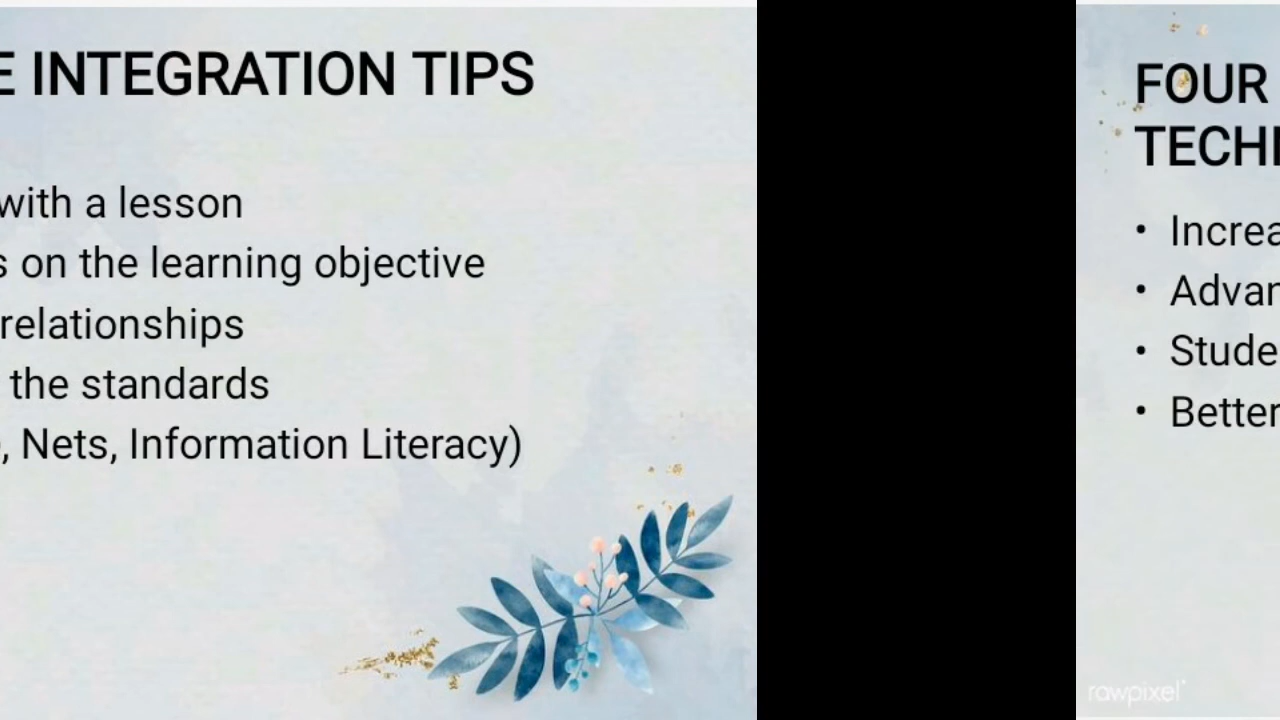 E INTEGRATION TIPS
with a lesson
s on the learning objective
relationships
the standards
, Nets, Information Literacy)
FOUR
TECH
• Increa
• Advan
• Stude
• Better
rawpixel